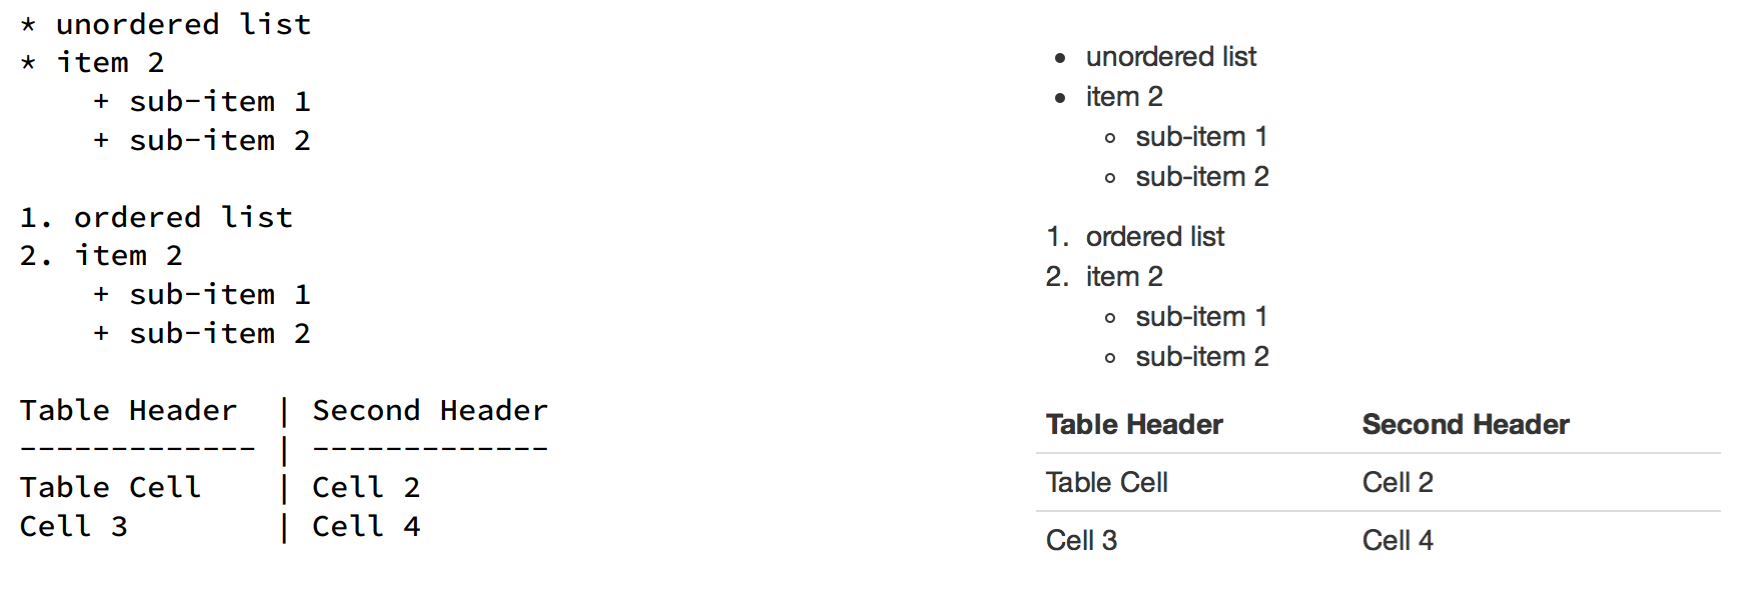 * unordered list
* item 2
    + sub-item 1
    + sub-item 2

1. ordered list
2. item 2
    + sub-item 1
    + sub-item 2

Table Header  | Second Header
------------- | -------------
Table Cell    | Cell 2
Cell 3        | Cell 4

• unordered list
• item 2
    ◦ sub-item 1
    ◦ sub-item 2

1. ordered list
2. item 2
    ◦ sub-item 1
    ◦ sub-item 2

Table Header Second Header
Table Cell Cell 2
Cell 3 Cell 4